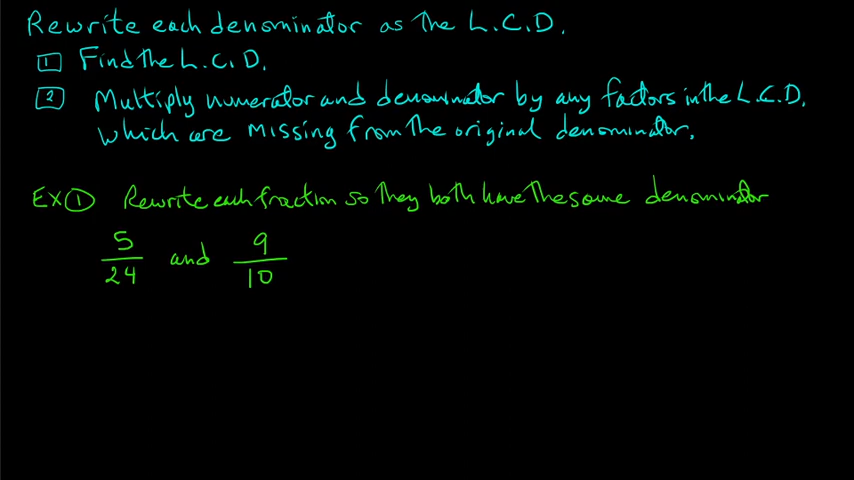 Rewrite each denominator as the L.C.D.
1 Find the L.C.D.
2 Multiply numerator and denominator by any factors in the L.C.D.
which are missing from the original denominator.
EX 1 Rewrite each fraction so they both have the same denominator
5/24 and 9/10